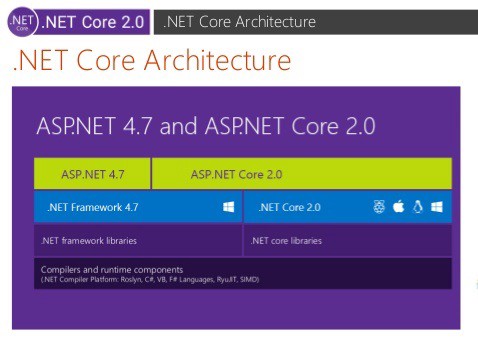 .NET Core
.NET Core 2.0
.NET Core Architecture
.NET Core Architecture
ASP.NET 4.7 and ASP.NET Core 2.0
ASP.NET 4.7
ASP.NET Core 2.0
.NET Framework 4.7
.NET Core 2.0
.NET framework libraries
.NET core libraries
Compilers and runtime components
(.NET Compiler Platform: Roslyn, C#, VB, F# Languages, RyuJIT, SIMD)